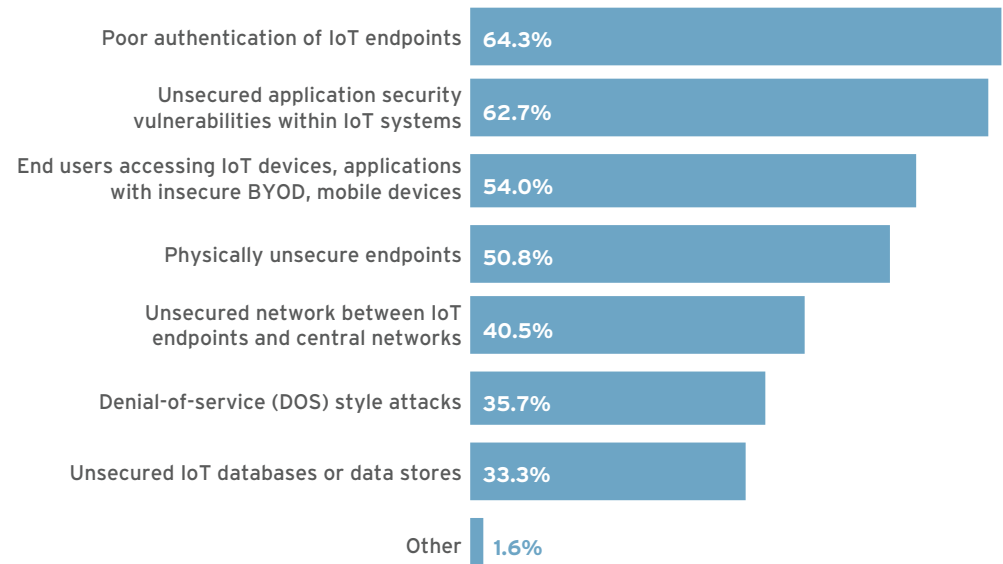 Poor authentication of IoT endpoints 64.3%
Unsecured application security
vulnerabilities within IoT systems 62.7%
End users accessing IoT devices, applications
with insecure BYOD, mobile devices 54.0%
Physically unsecure endpoints 50.8%
Unsecured network between IoT
endpoints and central networks 40.5%
Denial-of-service (DOS) style attacks 35.7%
Unsecured IoT databases or data stores 33.3%
Other 1.6%